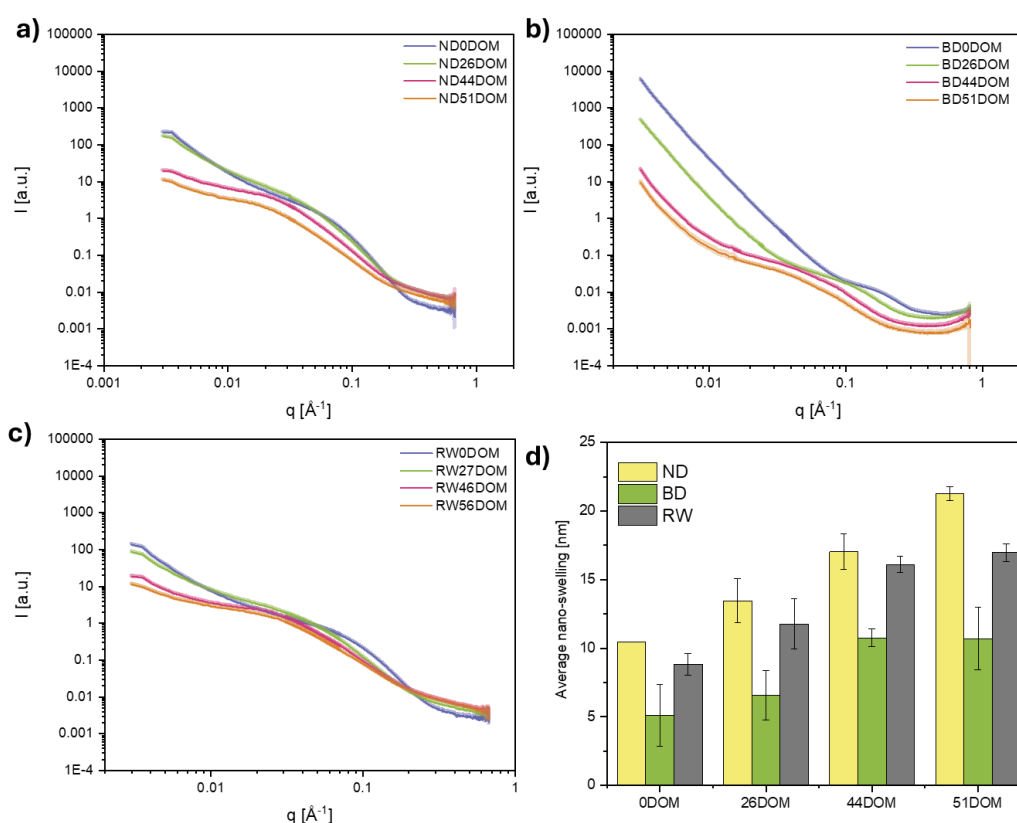 a)
100000
10000
1000
100
10
1
0.1
0.01
0.001
1E-4
I [a.u.]
ND0DOM
ND26DOM
ND44DOM
ND51DOM
0.001
0.01
0.1
1
q [Å⁻¹]
b)
100000
10000
1000
100
10
1
0.1
0.01
0.001
1E-4
I [a.u.]
BD0DOM
BD26DOM
BD44DOM
BD51DOM
0.01
0.1
1
q [Å⁻¹]
c)
100000
10000
1000
100
10
1
0.1
0.01
0.001
1E-4
I [a.u.]
RW0DOM
RW27DOM
RW46DOM
RW56DOM
0.01
0.1
1
q [Å⁻¹]
d)
25
20
15
10
5
0
Average nano-swelling [nm]
ND
BD
RW
0DOM
26DOM
44DOM
51DOM